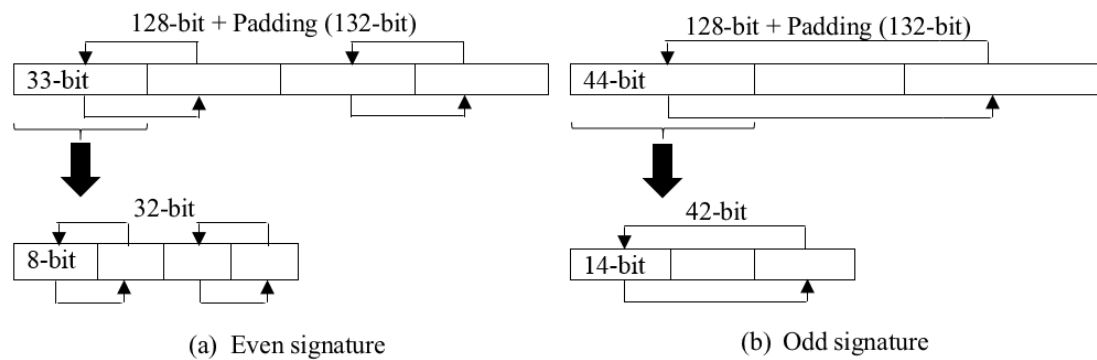 128-bit + Padding (132-bit)
33-bit
32-bit
8-bit
(a) Even signature
128-bit + Padding (132-bit)
44-bit
42-bit
14-bit
(b) Odd signature